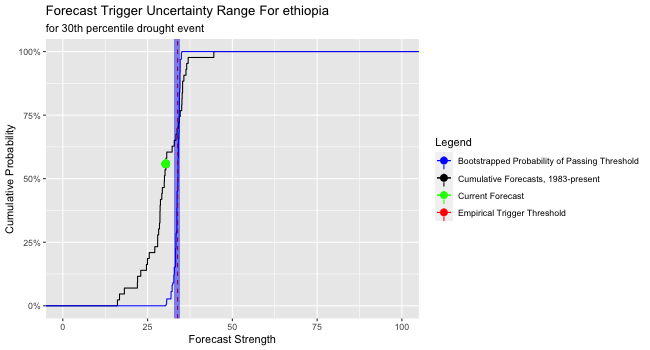 Forecast Trigger Uncertainty Range For ethiopia
for 30th percentile drought event
100%
75%
50%
25%
0%
Cumulative Probability
0
25
50
75
100
Forecast Strength
Legend
Bootstrapped Probability of Passing Threshold
Cumulative Forecasts, 1983-present
Current Forecast
Empirical Trigger Threshold